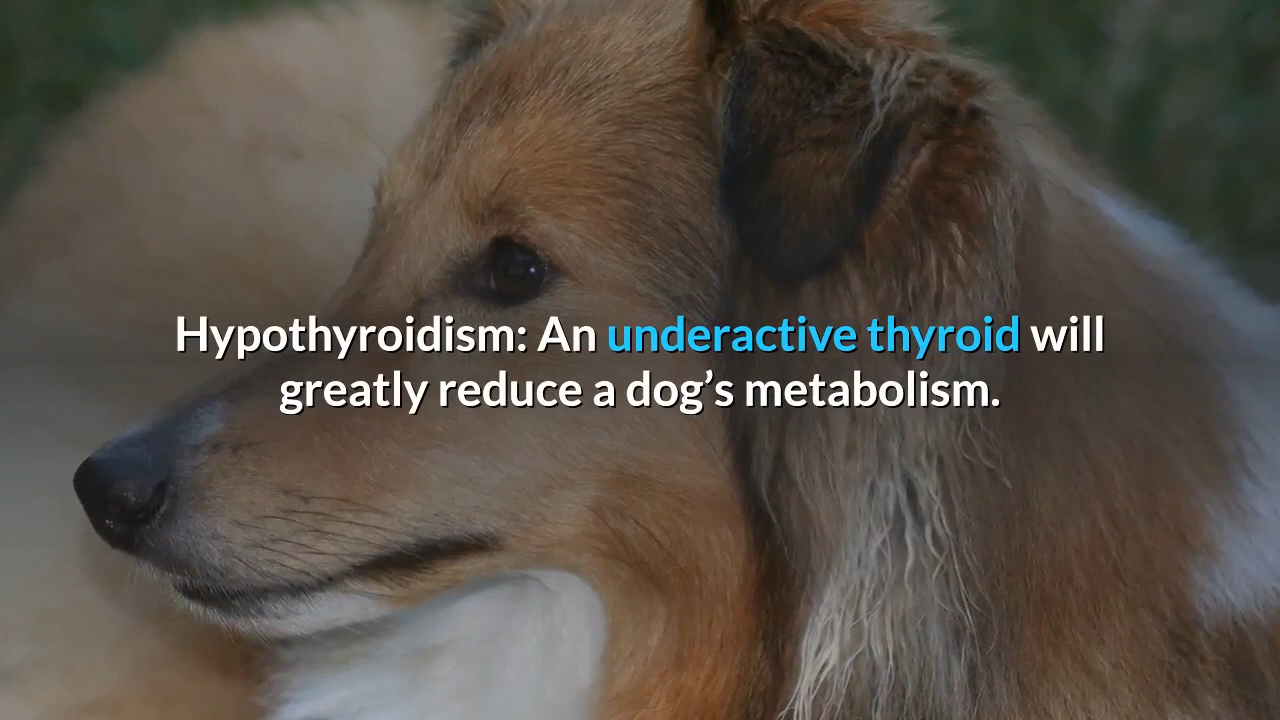 Hypothyroidism: An underactive thyroid will
greatly reduce a dog’s metabolism.